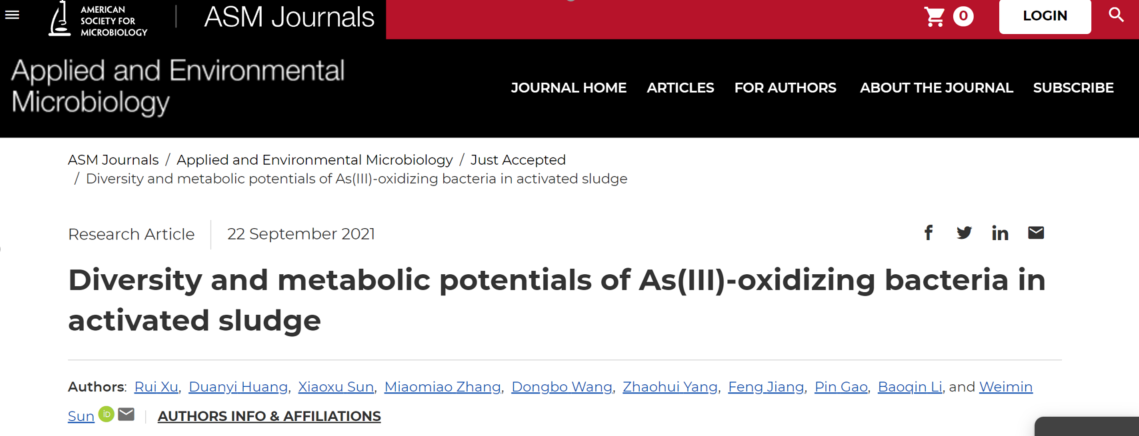 AMERICAN
SOCIETY FOR
MICROBIOLOGY
ASM Journals
0
LOGIN
Applied and Environmental
Microbiology
JOURNAL HOME ARTICLES FOR AUTHORS ABOUT THE JOURNAL SUBSCRIBE
ASM Journals / Applied and Environmental Microbiology / Just Accepted
/ Diversity and metabolic potentials of As(III)-oxidizing bacteria in activated sludge
Research Article 22 September 2021
Diversity and metabolic potentials of As(III)-oxidizing bacteria in
activated sludge
Authors: Rui Xu, Duanyi Huang, Xiaoxu Sun, Miaomiao Zhang, Dongbo Wang, Zhaohui Yang, Feng Jiang, Pin Gao, Baoqin Li, and Weimin
Sun iD AUTHORS INFO & AFFILIATIONS